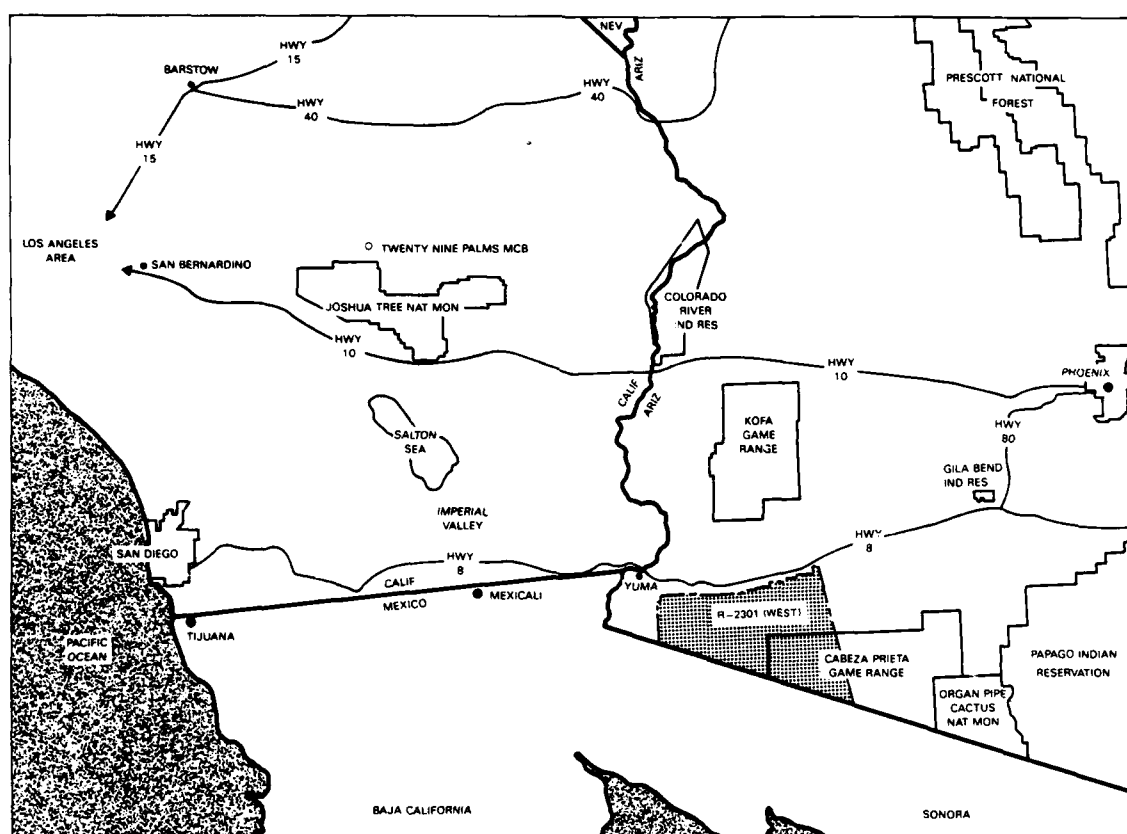 NEV
HWY
15
ARIZ
BARSTOW
PRESCOTT NATIONAL
FOREST
HWY
40
HWY
40
HWY
15
LOS ANGELES
AREA
SAN BERNARDINO
TWENTY NINE PALMS MCB
JOSHUA TREE NAT MON
COLORADO
RIVER
IND RES
HWY
10
HWY
10
PHOENIX
CALIF
ARIZ
SALTON
SEA
KOFA
GAME
RANGE
HWY
80
GILA BEND
IND RES
IMPERIAL
VALLEY
SAN DIEGO
HWY
8
HWY
8
CALIF
MEXICO
MEXICALI
YUMA
R-2301 (WEST)
TIJUANA
PACIFIC
OCEAN
CABEZA PRIETA
GAME RANGE
PAPAGO INDIAN
RESERVATION
ORGAN PIPE
CACTUS
NAT MON
BAJA CALIFORNIA
SONORA